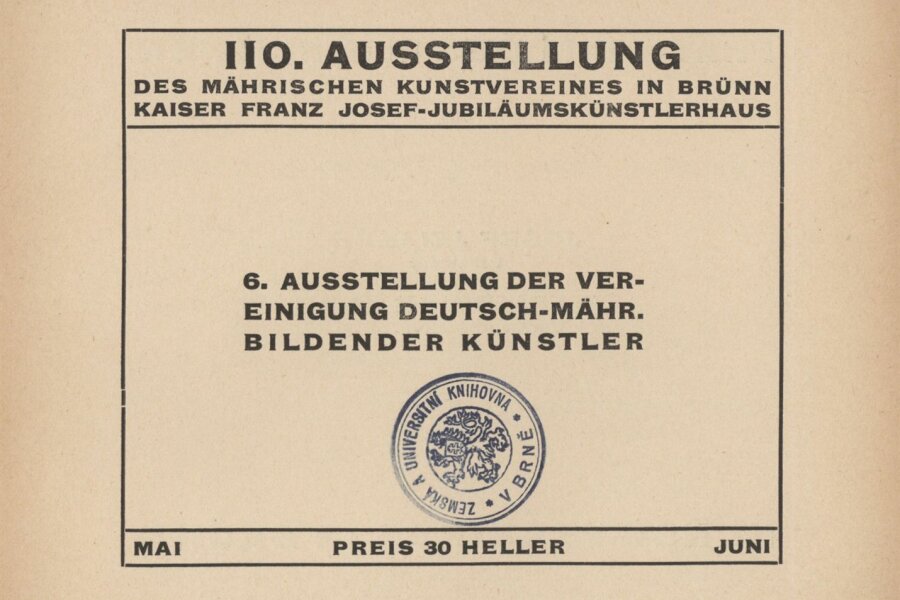 110. AUSSTELLUNG
DES MÄHRISCHEN KUNSTVEREINES IN BRÜNN
KAISER FRANZ JOSEF-JUBILÄUMSKÜNSTLERHAUS
6. AUSSTELLUNG DER VER-
EINIGUNG DEUTSCH-MÄHR.
BILDENDER KÜNSTLER
ZEMSKÁ A UNIVERSITNÍ KNIHOVNA * V BRNĚ *
MAI PREIS 30 HELLER JUNI